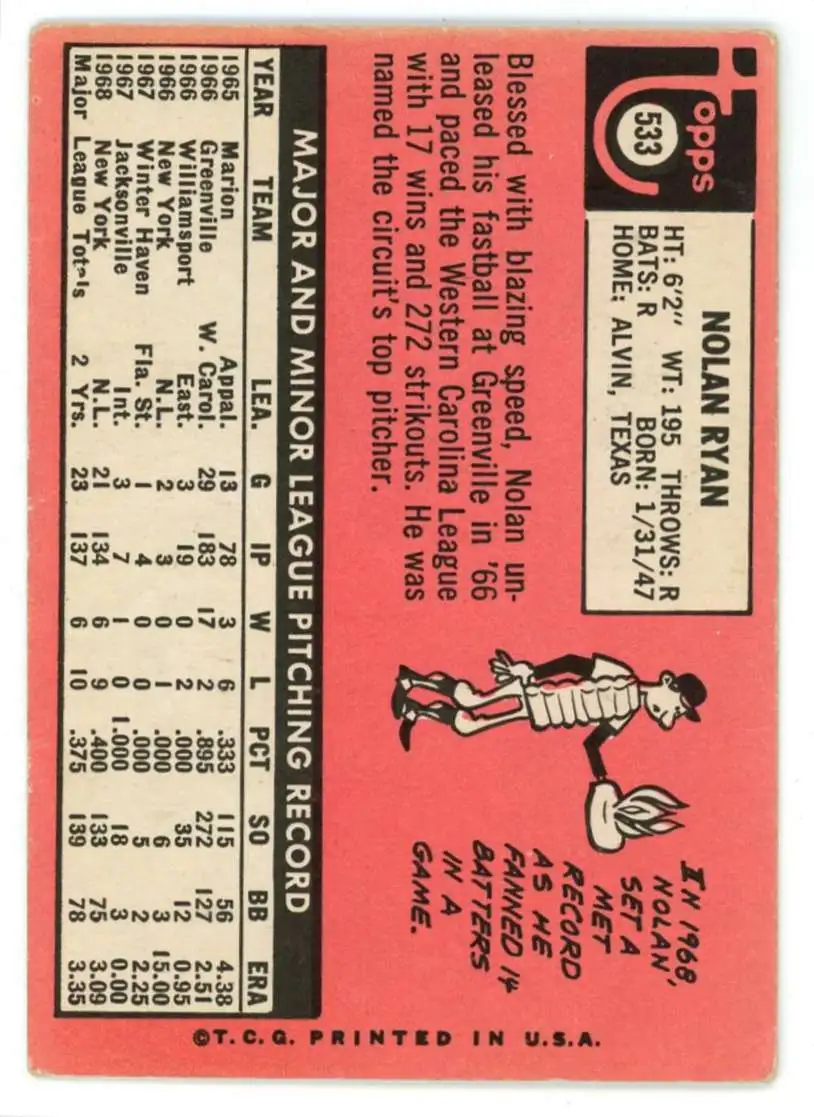 Topps
533
NOLAN RYAN
HT: 6'2" WT: 195 THROWS: R
BATS: R BORN: 1/31/47
HOME: ALVIN, TEXAS
Blessed with blazing speed, Nolan un-
leased his fastball at Greenville in '66
and paced the Western Carolina League
with 17 wins and 272 strikouts. He was
named the circuit's top pitcher.
IN 1968,
NOLAN
SET A
MET
RECORD
AS HE
FANNED 14
BATTERS
IN A
GAME.
MAJOR AND MINOR LEAGUE PITCHING RECORD
YEAR TEAM LEA. G IP W L PCT SO BB ERA
1965 Marion Appal. 13 78 3 6 .333 115 56 4.38
1966 Greenville W. Carol. 29 183 17 2 .895 272 127 2.51
1966 Williamsport East. 3 19 0 2 .000 35 12 0.95
1966 New York N.L. 2 3 0 1 .000 6 3 15.00
1967 Winter Haven Fla. St. 1 4 0 0 .000 5 2 2.25
1967 Jacksonville Int. 3 7 1 0 1.000 18 3 0.00
1968 New York N.L. 21 134 6 9 .400 133 75 3.09
Major League Totals 2 Yrs. 23 137 6 10 .375 139 78 3.35
©T.C.G. PRINTED IN U.S.A.